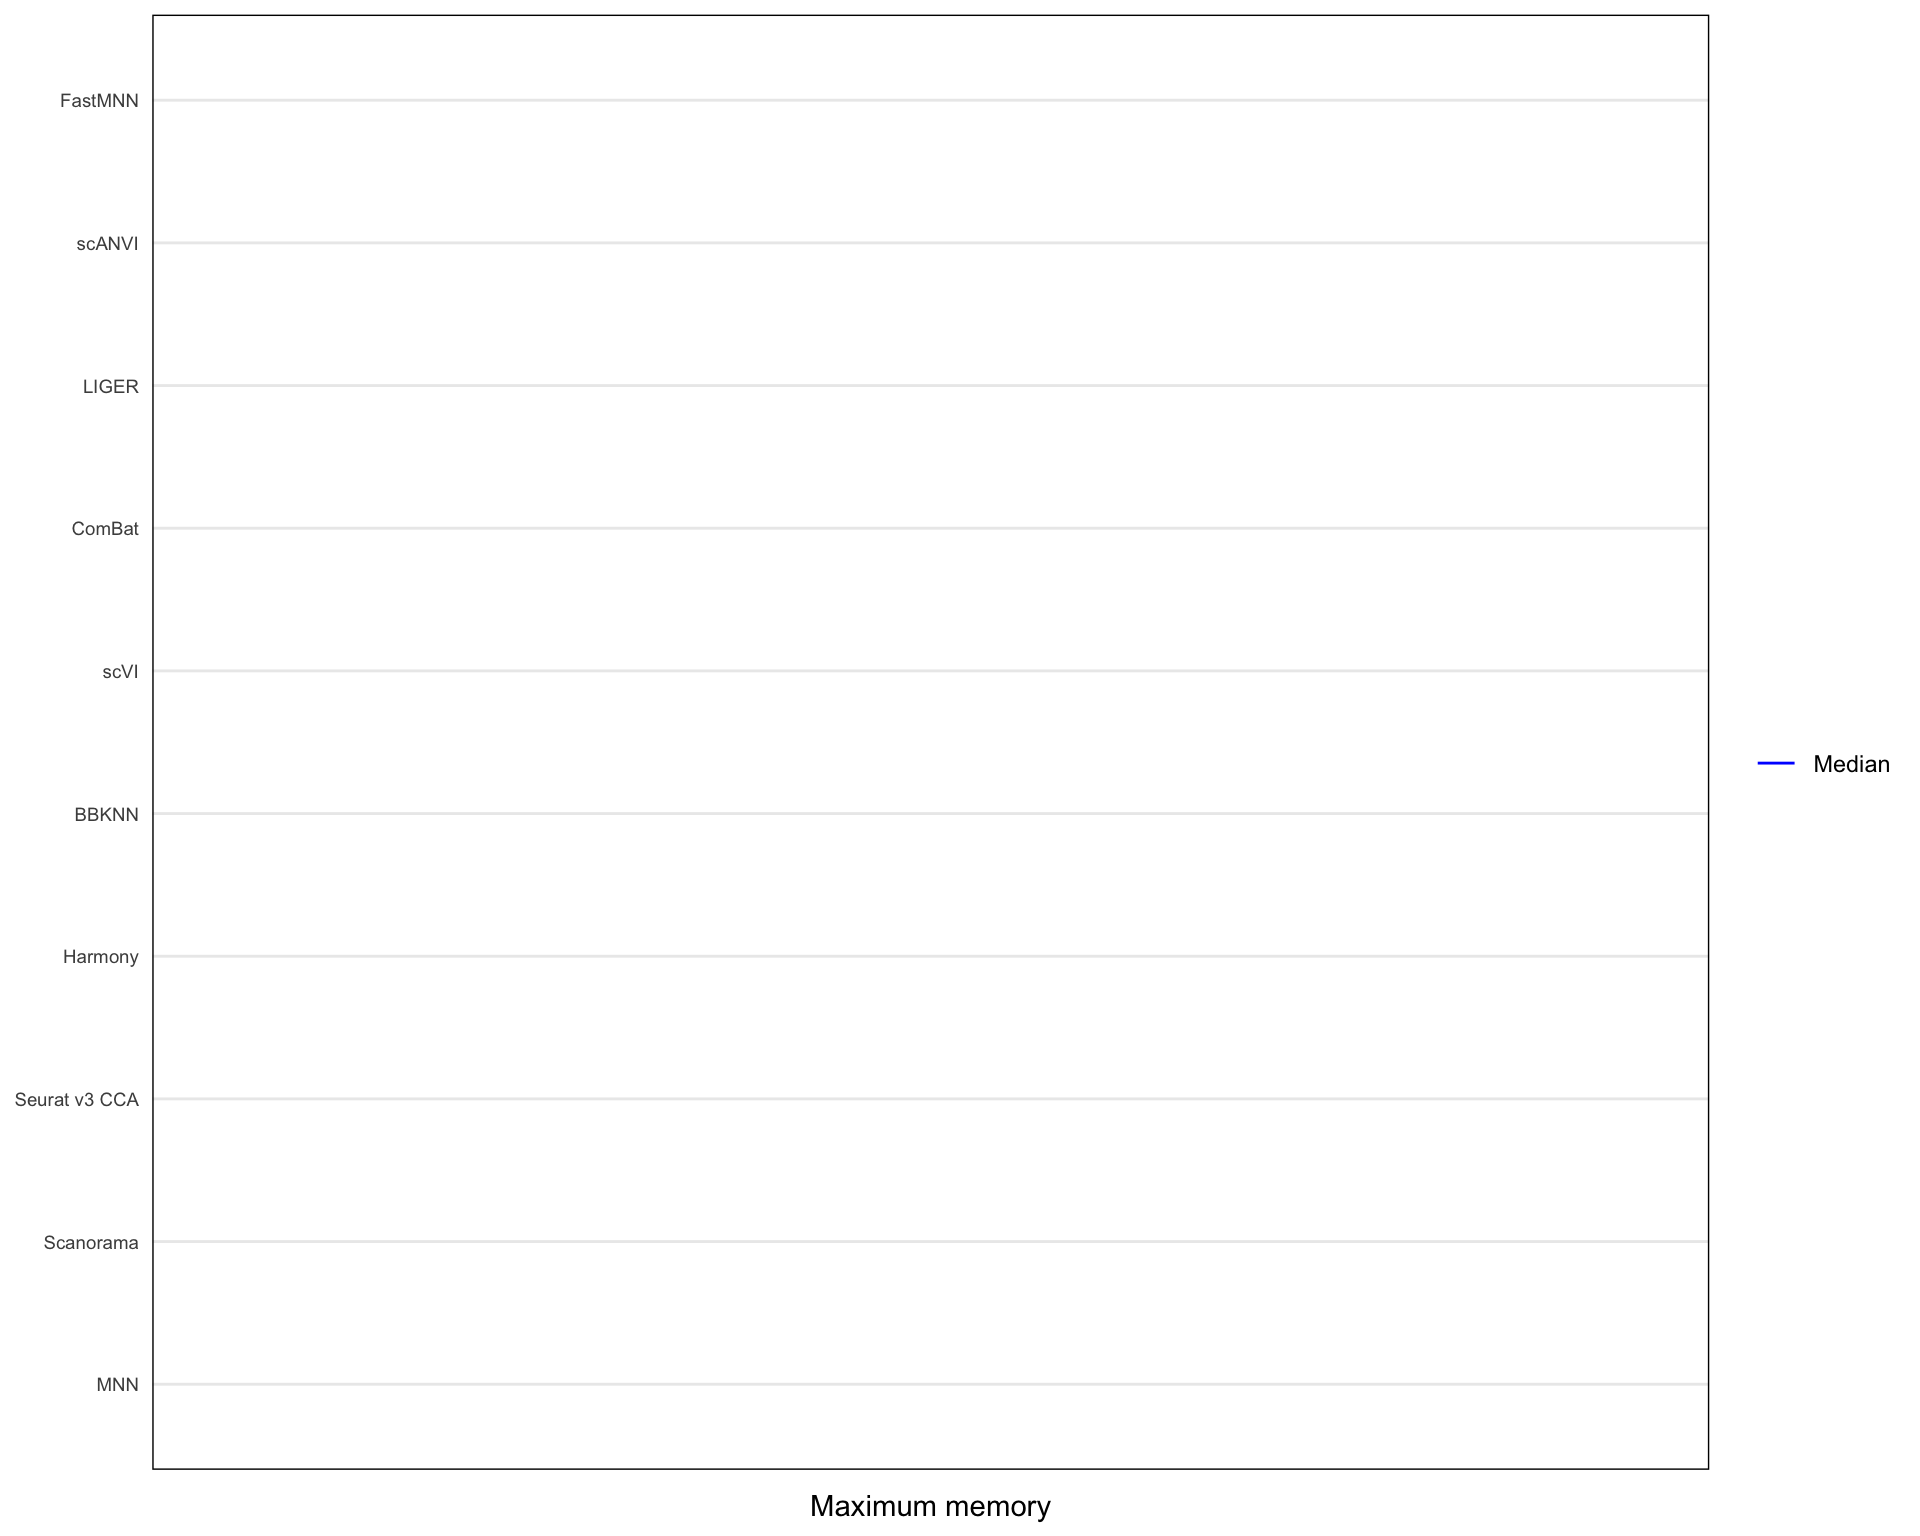 FastMNN
scANVI
LIGER
ComBat
scVI
BBKNN
Harmony
Seurat v3 CCA
Scanorama
MNN
Maximum memory
Median